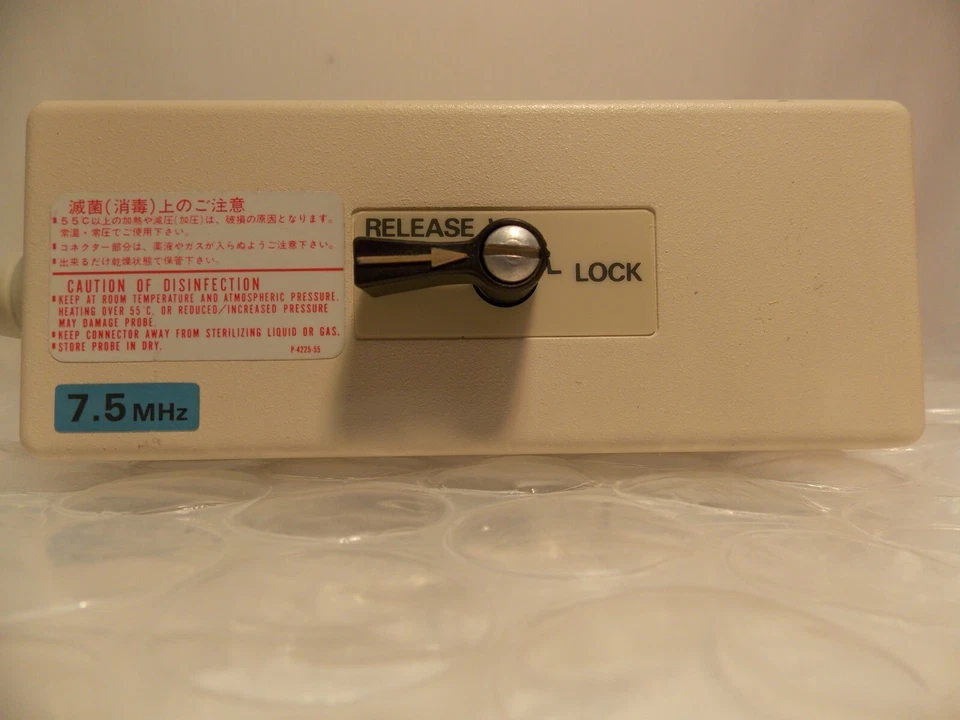 滅菌(消毒)上のご注意
55℃以上の加熱や減圧(加圧)は、破損の原因となります。
常温・常圧でご使用下さい。
コネクター部分は、薬液やガスが入らぬようご注意下さい。
出来るだけ乾燥状態で保管下さい。
CAUTION OF DISINFECTION
KEEP AT ROOM TEMPERATURE AND ATMOSPHERIC PRESSURE.
HEATING OVER 55°C. OR REDUCED/INCREASED PRESSURE
MAY DAMAGE PROBE.
KEEP CONNECTOR AWAY FROM STERILIZING LIQUID OR GAS.
STORE PROBE IN DRY.
P-4225-55
7.5 MHz
RELEASE
LOCK